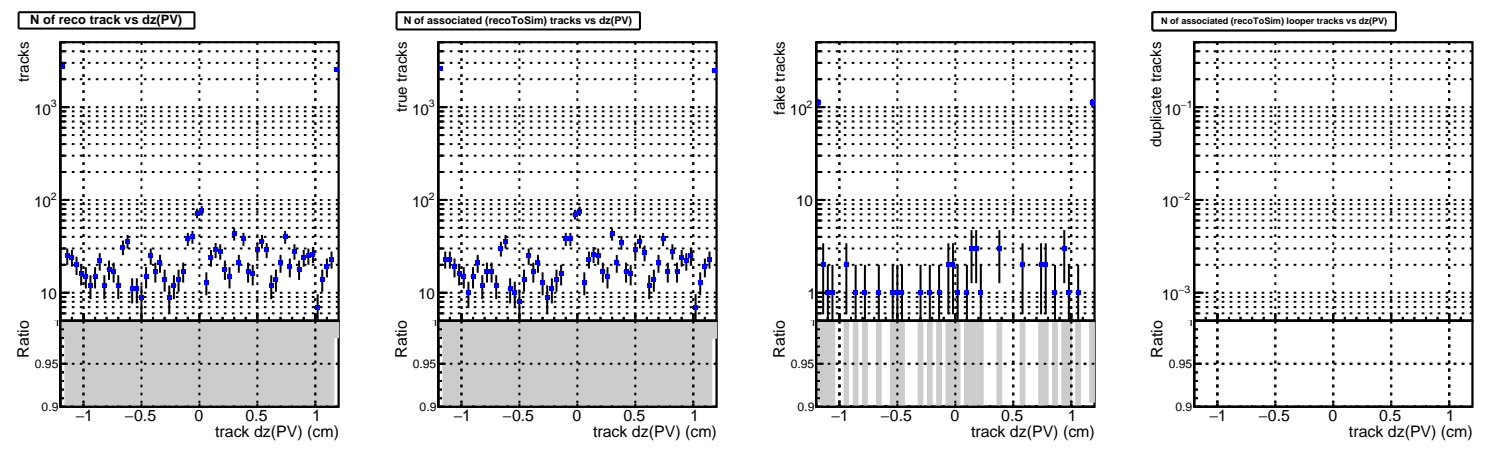 N of reco track vs dz(PV)
tracks
10³
10²
10
Ratio
1
0.95
0.9
−1 −0.5 0 0.5 1
track dz(PV) (cm)
N of associated (recoToSim) tracks vs dz(PV)
true tracks
10³
10²
10
Ratio
1
0.95
0.9
−1 −0.5 0 0.5 1
track dz(PV) (cm)
fake tracks
10²
10
1
Ratio
1
0.95
0.9
−1 −0.5 0 0.5 1
track dz(PV) (cm)
N of associated (recoToSim) looper tracks vs dz(PV)
duplicate tracks
10⁻¹
10⁻²
10⁻³
Ratio
1
0.95
0.9
−1 −0.5 0 0.5 1
track dz(PV) (cm)